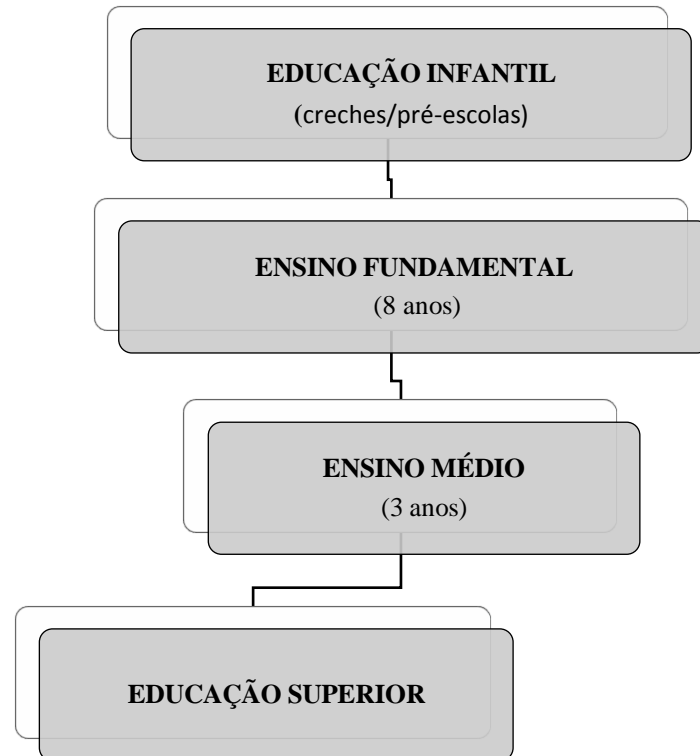 EDUCAÇÃO INFANTIL
(creches/pré-escolas)
ENSINO FUNDAMENTAL
(8 anos)
ENSINO MÉDIO
(3 anos)
EDUCAÇÃO SUPERIOR